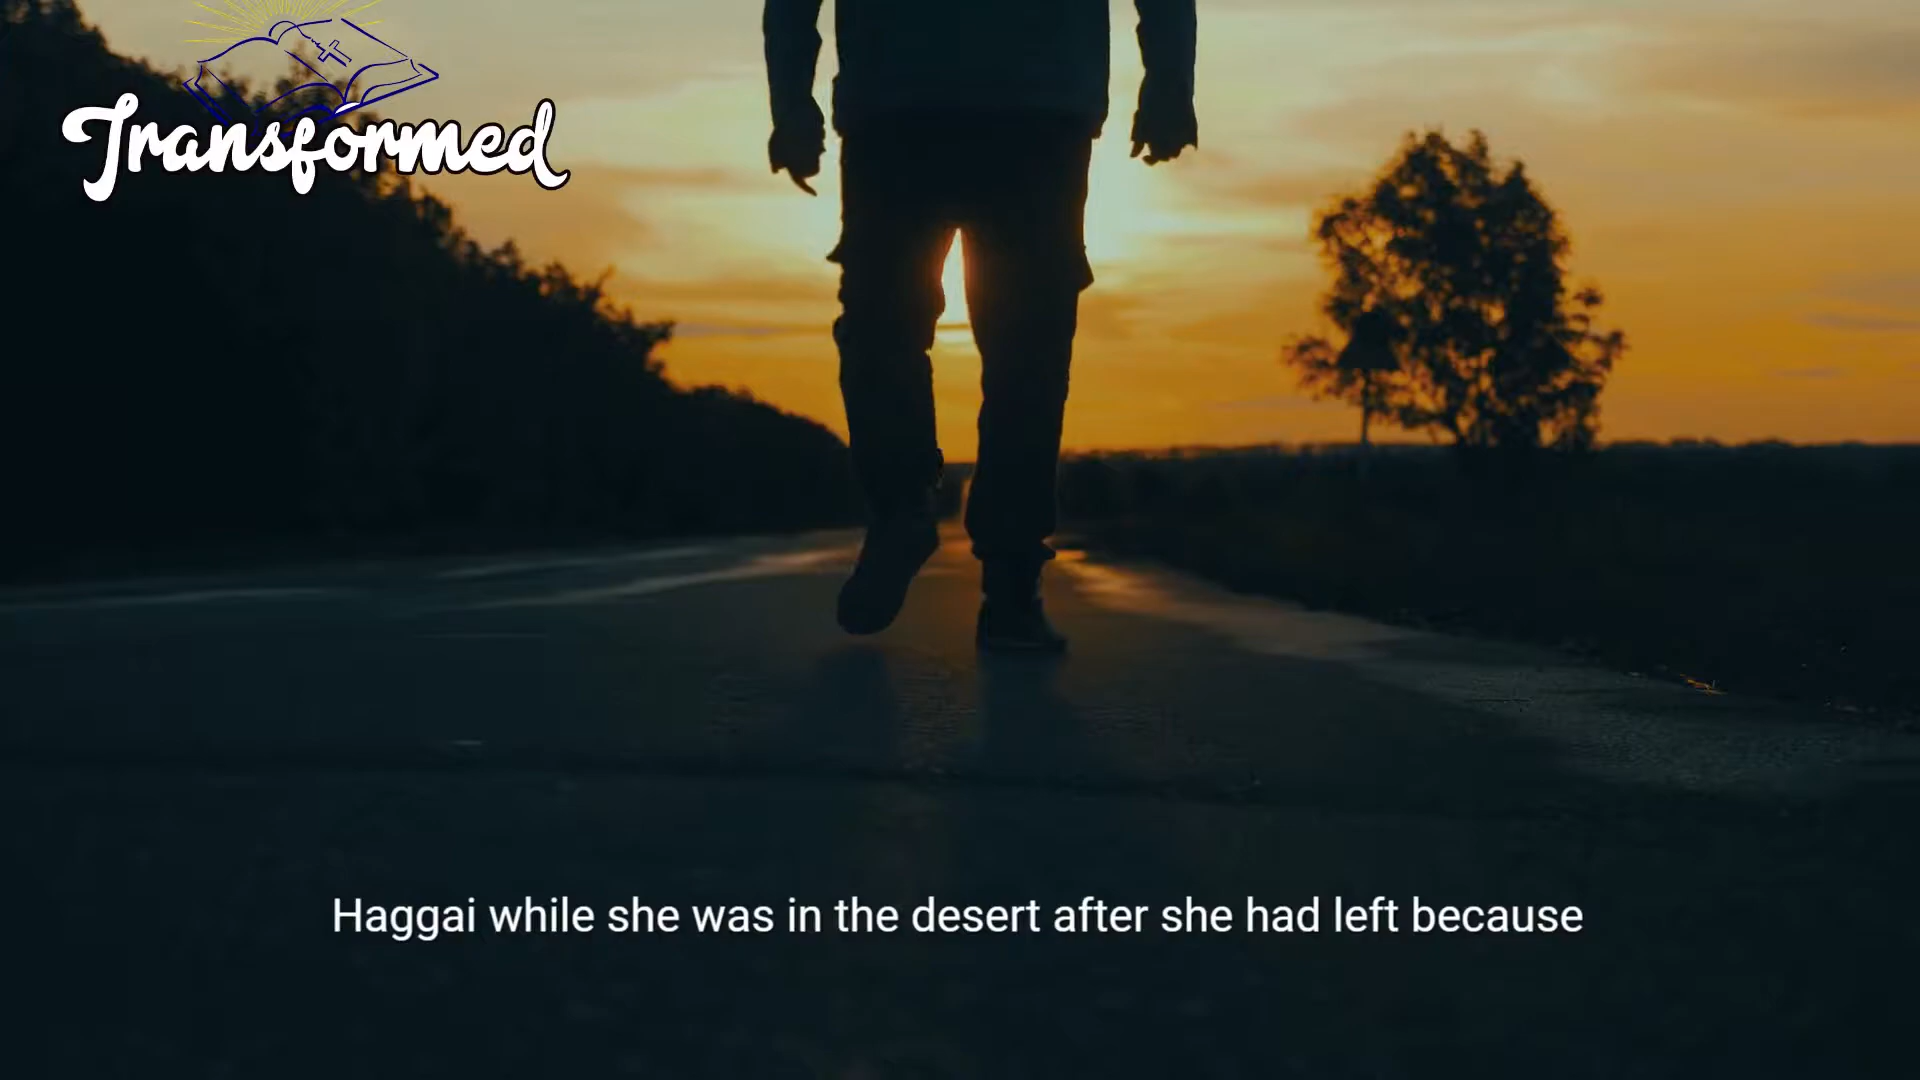 Transformed
Haggai while she was in the desert after she had left because